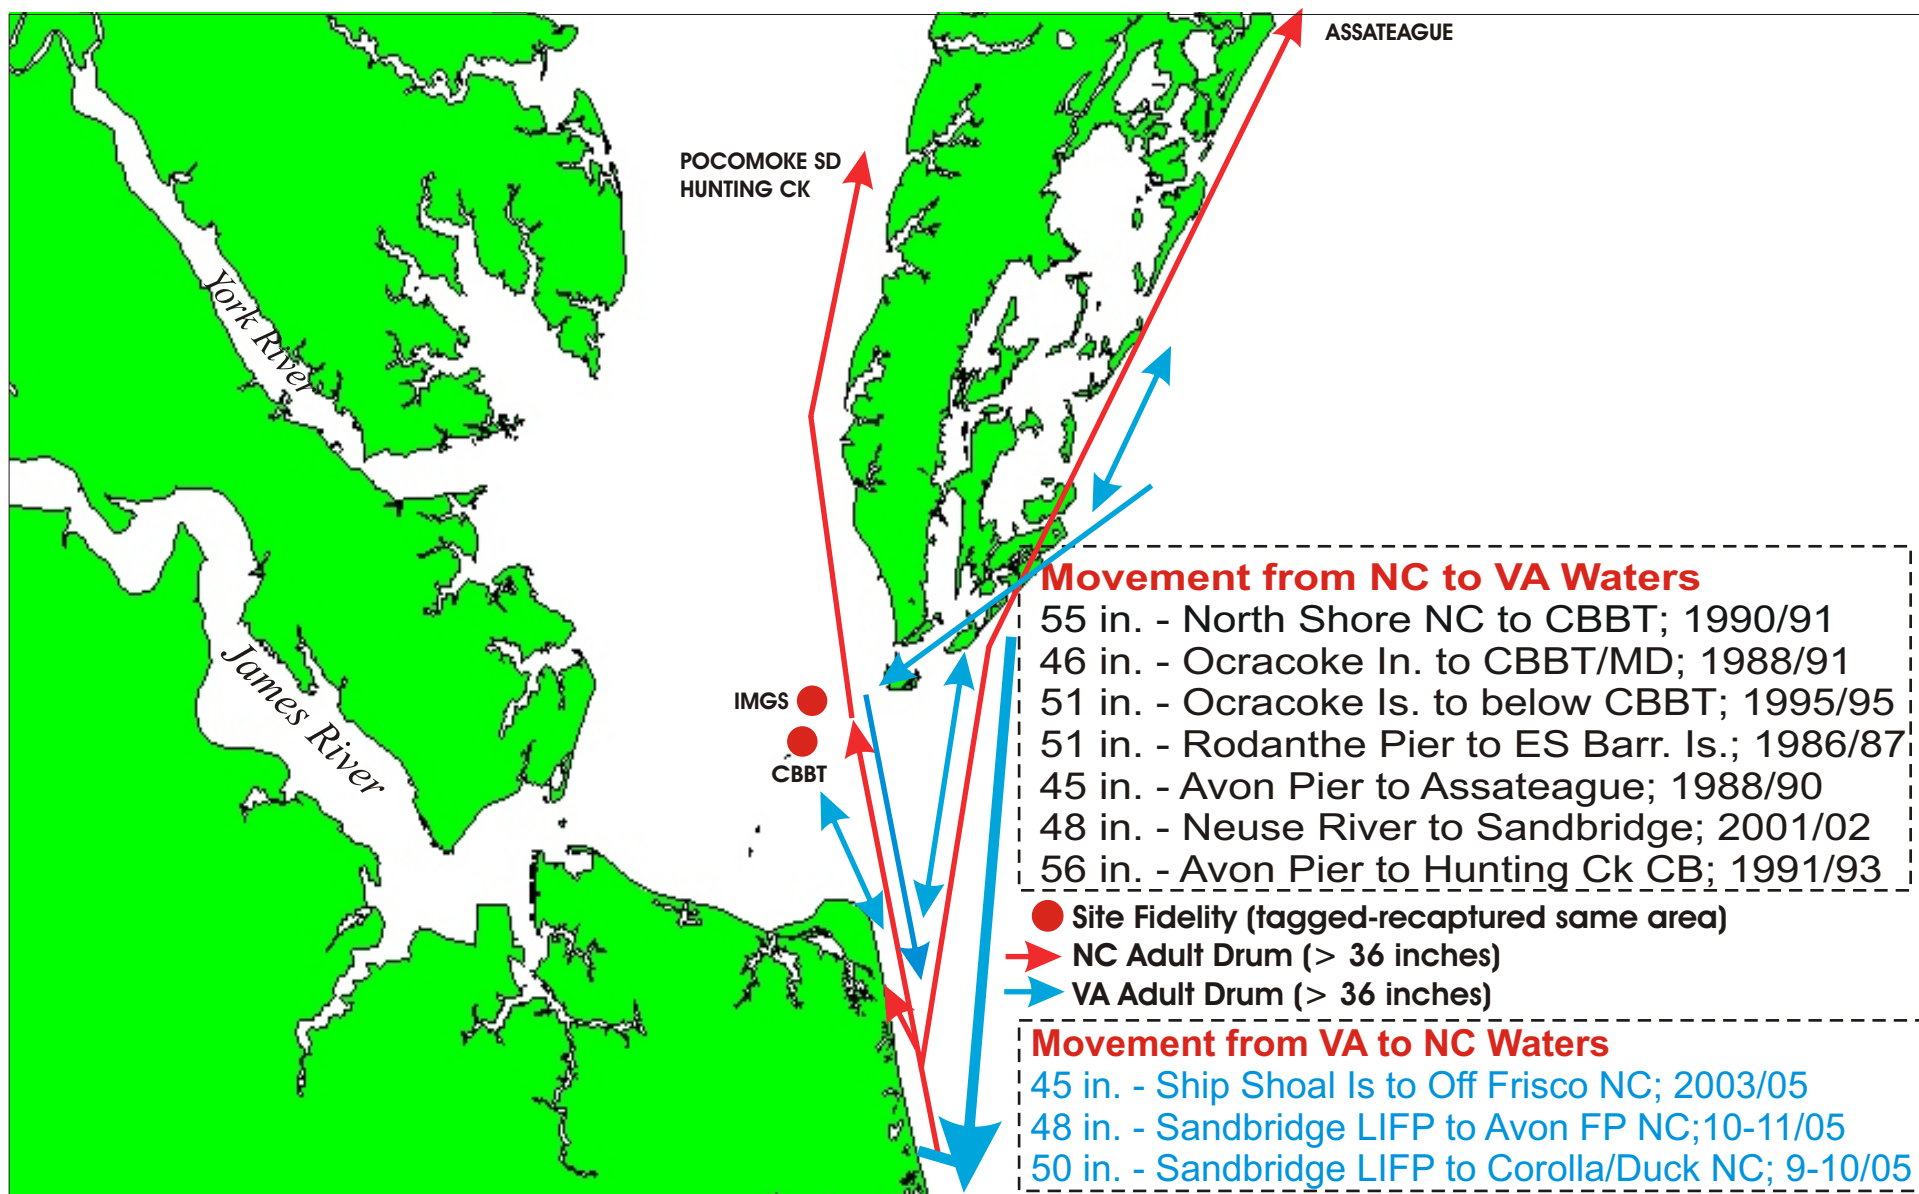 ASSATEAGUE
POCOMOKE SD
HUNTING CK
York River
James River
IMGS
CBBT
Movement from NC to VA Waters
55 in. - North Shore NC to CBBT; 1990/91
46 in. - Ocracoke In. to CBBT/MD; 1988/91
51 in. - Ocracoke Is. to below CBBT; 1995/95
51 in. - Rodanthe Pier to ES Barr. Is.; 1986/87
45 in. - Avon Pier to Assateague; 1988/90
48 in. - Neuse River to Sandbridge; 2001/02
56 in. - Avon Pier to Hunting Ck CB; 1991/93
Site Fidelity (tagged-recaptured same area)
NC Adult Drum (> 36 inches)
VA Adult Drum (> 36 inches)
Movement from VA to NC Waters
45 in. - Ship Shoal Is to Off Frisco NC; 2003/05
48 in. - Sandbridge LIFP to Avon FP NC;10-11/05
50 in. - Sandbridge LIFP to Corolla/Duck NC; 9-10/05